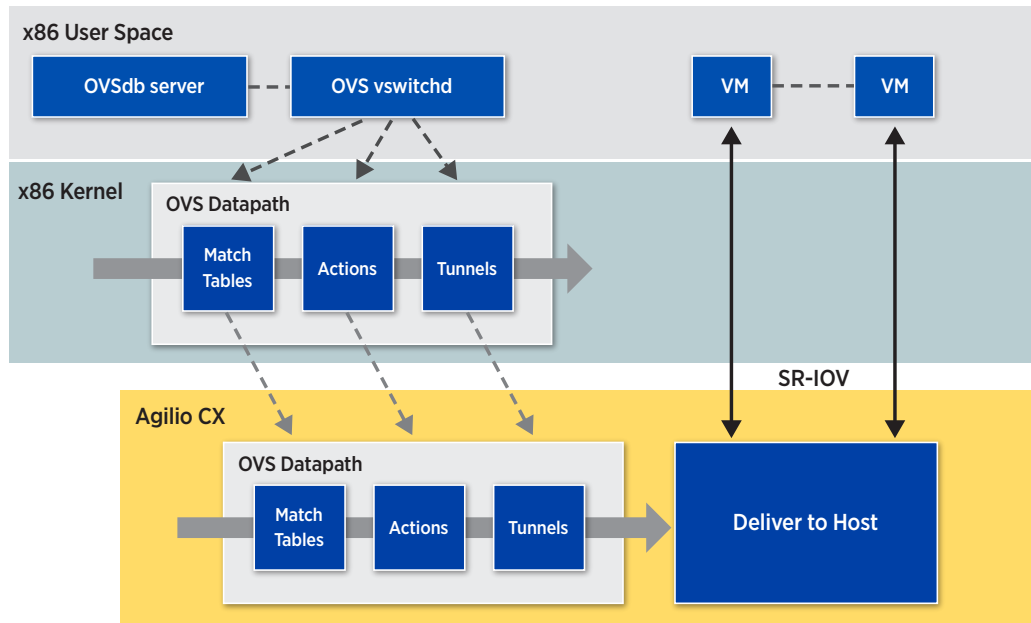 x86 User Space
OVSdb server
OVS vswitchd
VM
VM
x86 Kernel
OVS Datapath
Match
Tables
Actions
Tunnels
SR-IOV
Agilio CX
OVS Datapath
Match
Tables
Actions
Tunnels
Deliver to Host